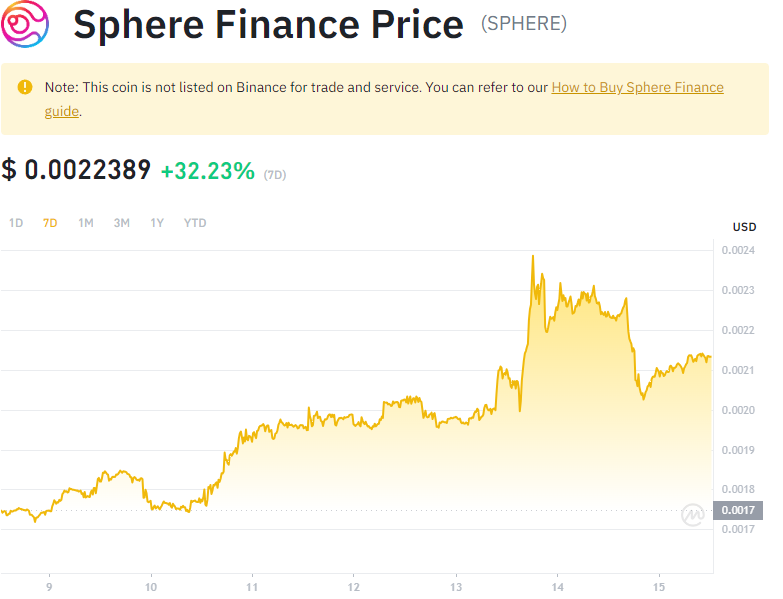 Sphere Finance Price (SPHERE)
Note: This coin is not listed on Binance for trade and service. You can refer to our How to Buy Sphere Finance
guide.
$ 0.0022389 +32.23% (7D)
1D 7D 1M 3M 1Y YTD
USD
0.0024
0.0023
0.0022
0.0021
0.0020
0.0019
0.0018
0.0017
0.0017
9 10 11 12 13 14 15